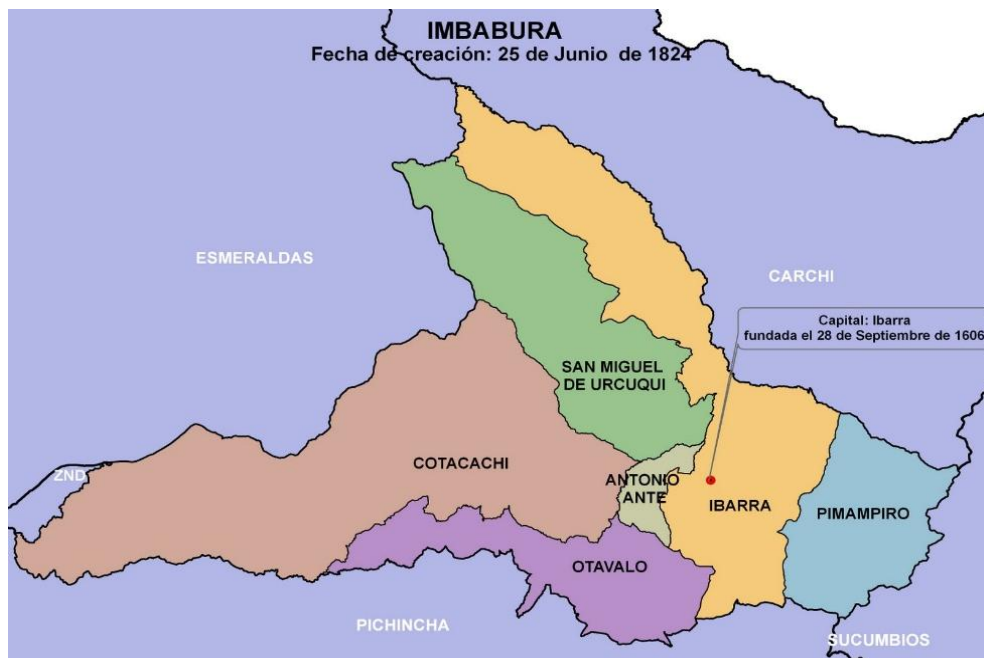 IMBABURA
Fecha de creación: 25 de Junio de 1824
ESMERALDAS
CARCHI
Capital: Ibarra
fundada el 28 de Septiembre de 1606
SAN MIGUEL
DE URCUQUI
COTACACHI
ZND
ANTONIO
ANTE
IBARRA
PIMAMPIRO
OTAVALO
PICHINCHA
SUCUMBIOS